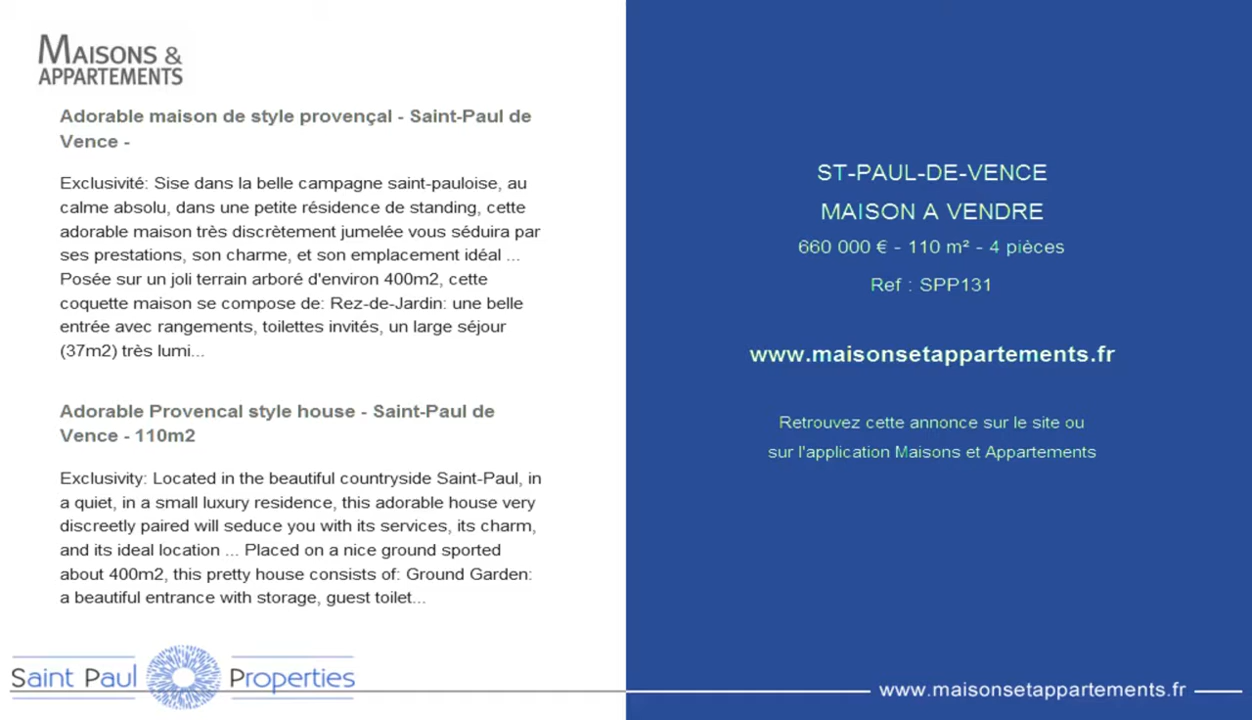 MAISONS &
APPARTEMENTS
Adorable maison de style provençal - Saint-Paul de
Vence -
Exclusivité: Sise dans la belle campagne saint-pauloise, au
calme absolu, dans une petite résidence de standing, cette
adorable maison très discrètement jumelée vous séduira par
ses prestations, son charme, et son emplacement idéal ...
Posée sur un joli terrain arboré d'environ 400m2, cette
coquette maison se compose de: Rez-de-Jardin: une belle
entrée avec rangements, toilettes invités, un large séjour
(37m2) très lumi...
Adorable Provencal style house - Saint-Paul de
Vence - 110m2
Exclusivity: Located in the beautiful countryside Saint-Paul, in
a quiet, in a small luxury residence, this adorable house very
discreetly paired will seduce you with its services, its charm,
and its ideal location ... Placed on a nice ground sported
about 400m2, this pretty house consists of: Ground Garden:
a beautiful entrance with storage, guest toilet...
Saint Paul Properties
ST-PAUL-DE-VENCE
MAISON A VENDRE
660 000 € - 110 m² - 4 pièces
Ref : SPP131
www.maisonsetappartements.fr
Retrouvez cette annonce sur le site ou
sur l'application Maisons et Appartements
www.maisonsetappartements.fr